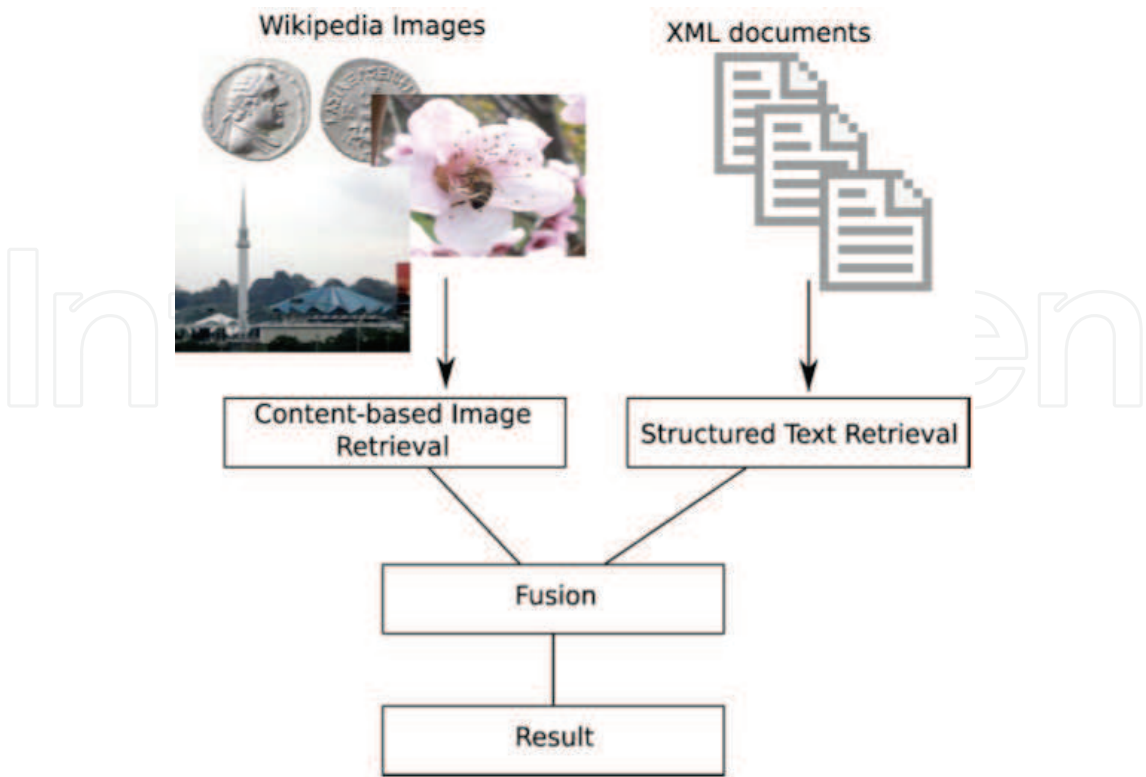 Wikipedia Images
XML documents
Content-based Image
Retrieval
Structured Text Retrieval
Fusion
Result